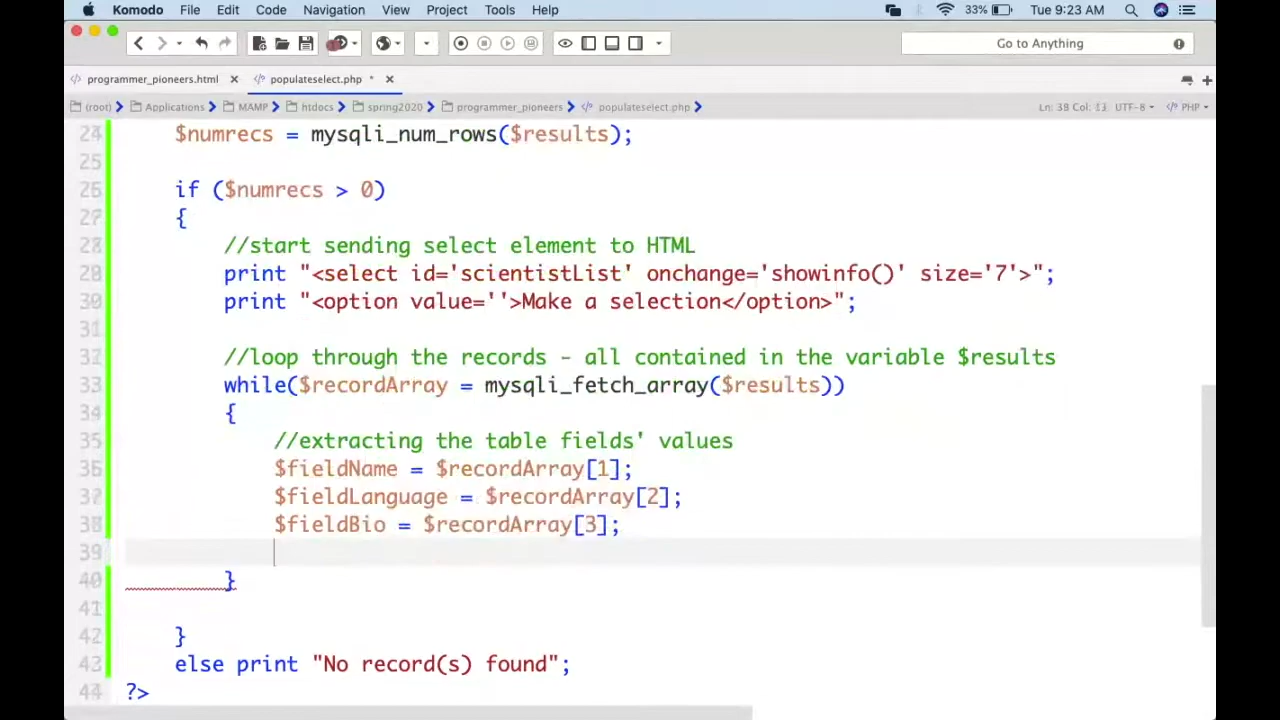 Komodo File Edit Code Navigation View Project Tools Help 33% Tue 9:23 AM
Go to Anything
programmer_pioneers.html populateselect.php *
(root) Applications MAMP htdocs spring2020 programmer_pioneers populateselect.php UTF-8 PHP
24 $numrecs = mysqli_num_rows($results);
25
26 if ($numrecs > 0)
27 {
28 //start sending select element to HTML
29 print "<select id='scientistList' onchange='showinfo()' size='7'>";
30 print "<option value=''>Make a selection</option>";
31
32 //loop through the records - all contained in the variable $results
33 while($recordArray = mysqli_fetch_array($results))
34 {
35 //extracting the table fields' values
36 $fieldName = $recordArray[1];
37 $fieldLanguage = $recordArray[2];
38 $fieldBio = $recordArray[3];
39
40 }
41
42 }
43 else print "No record(s) found";
44 ?>